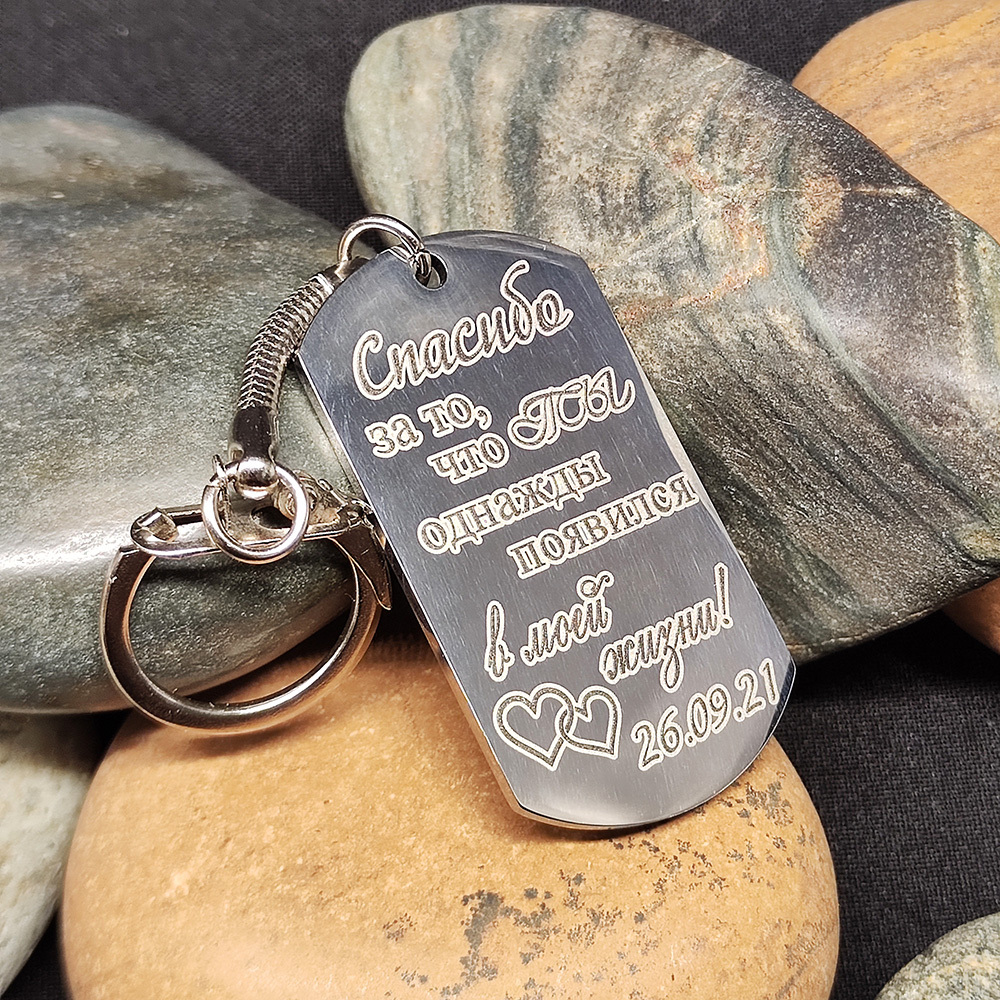 Спасибо
за то,
что ТЫ
однажды
появился
в моей
жизни!
26.09.21